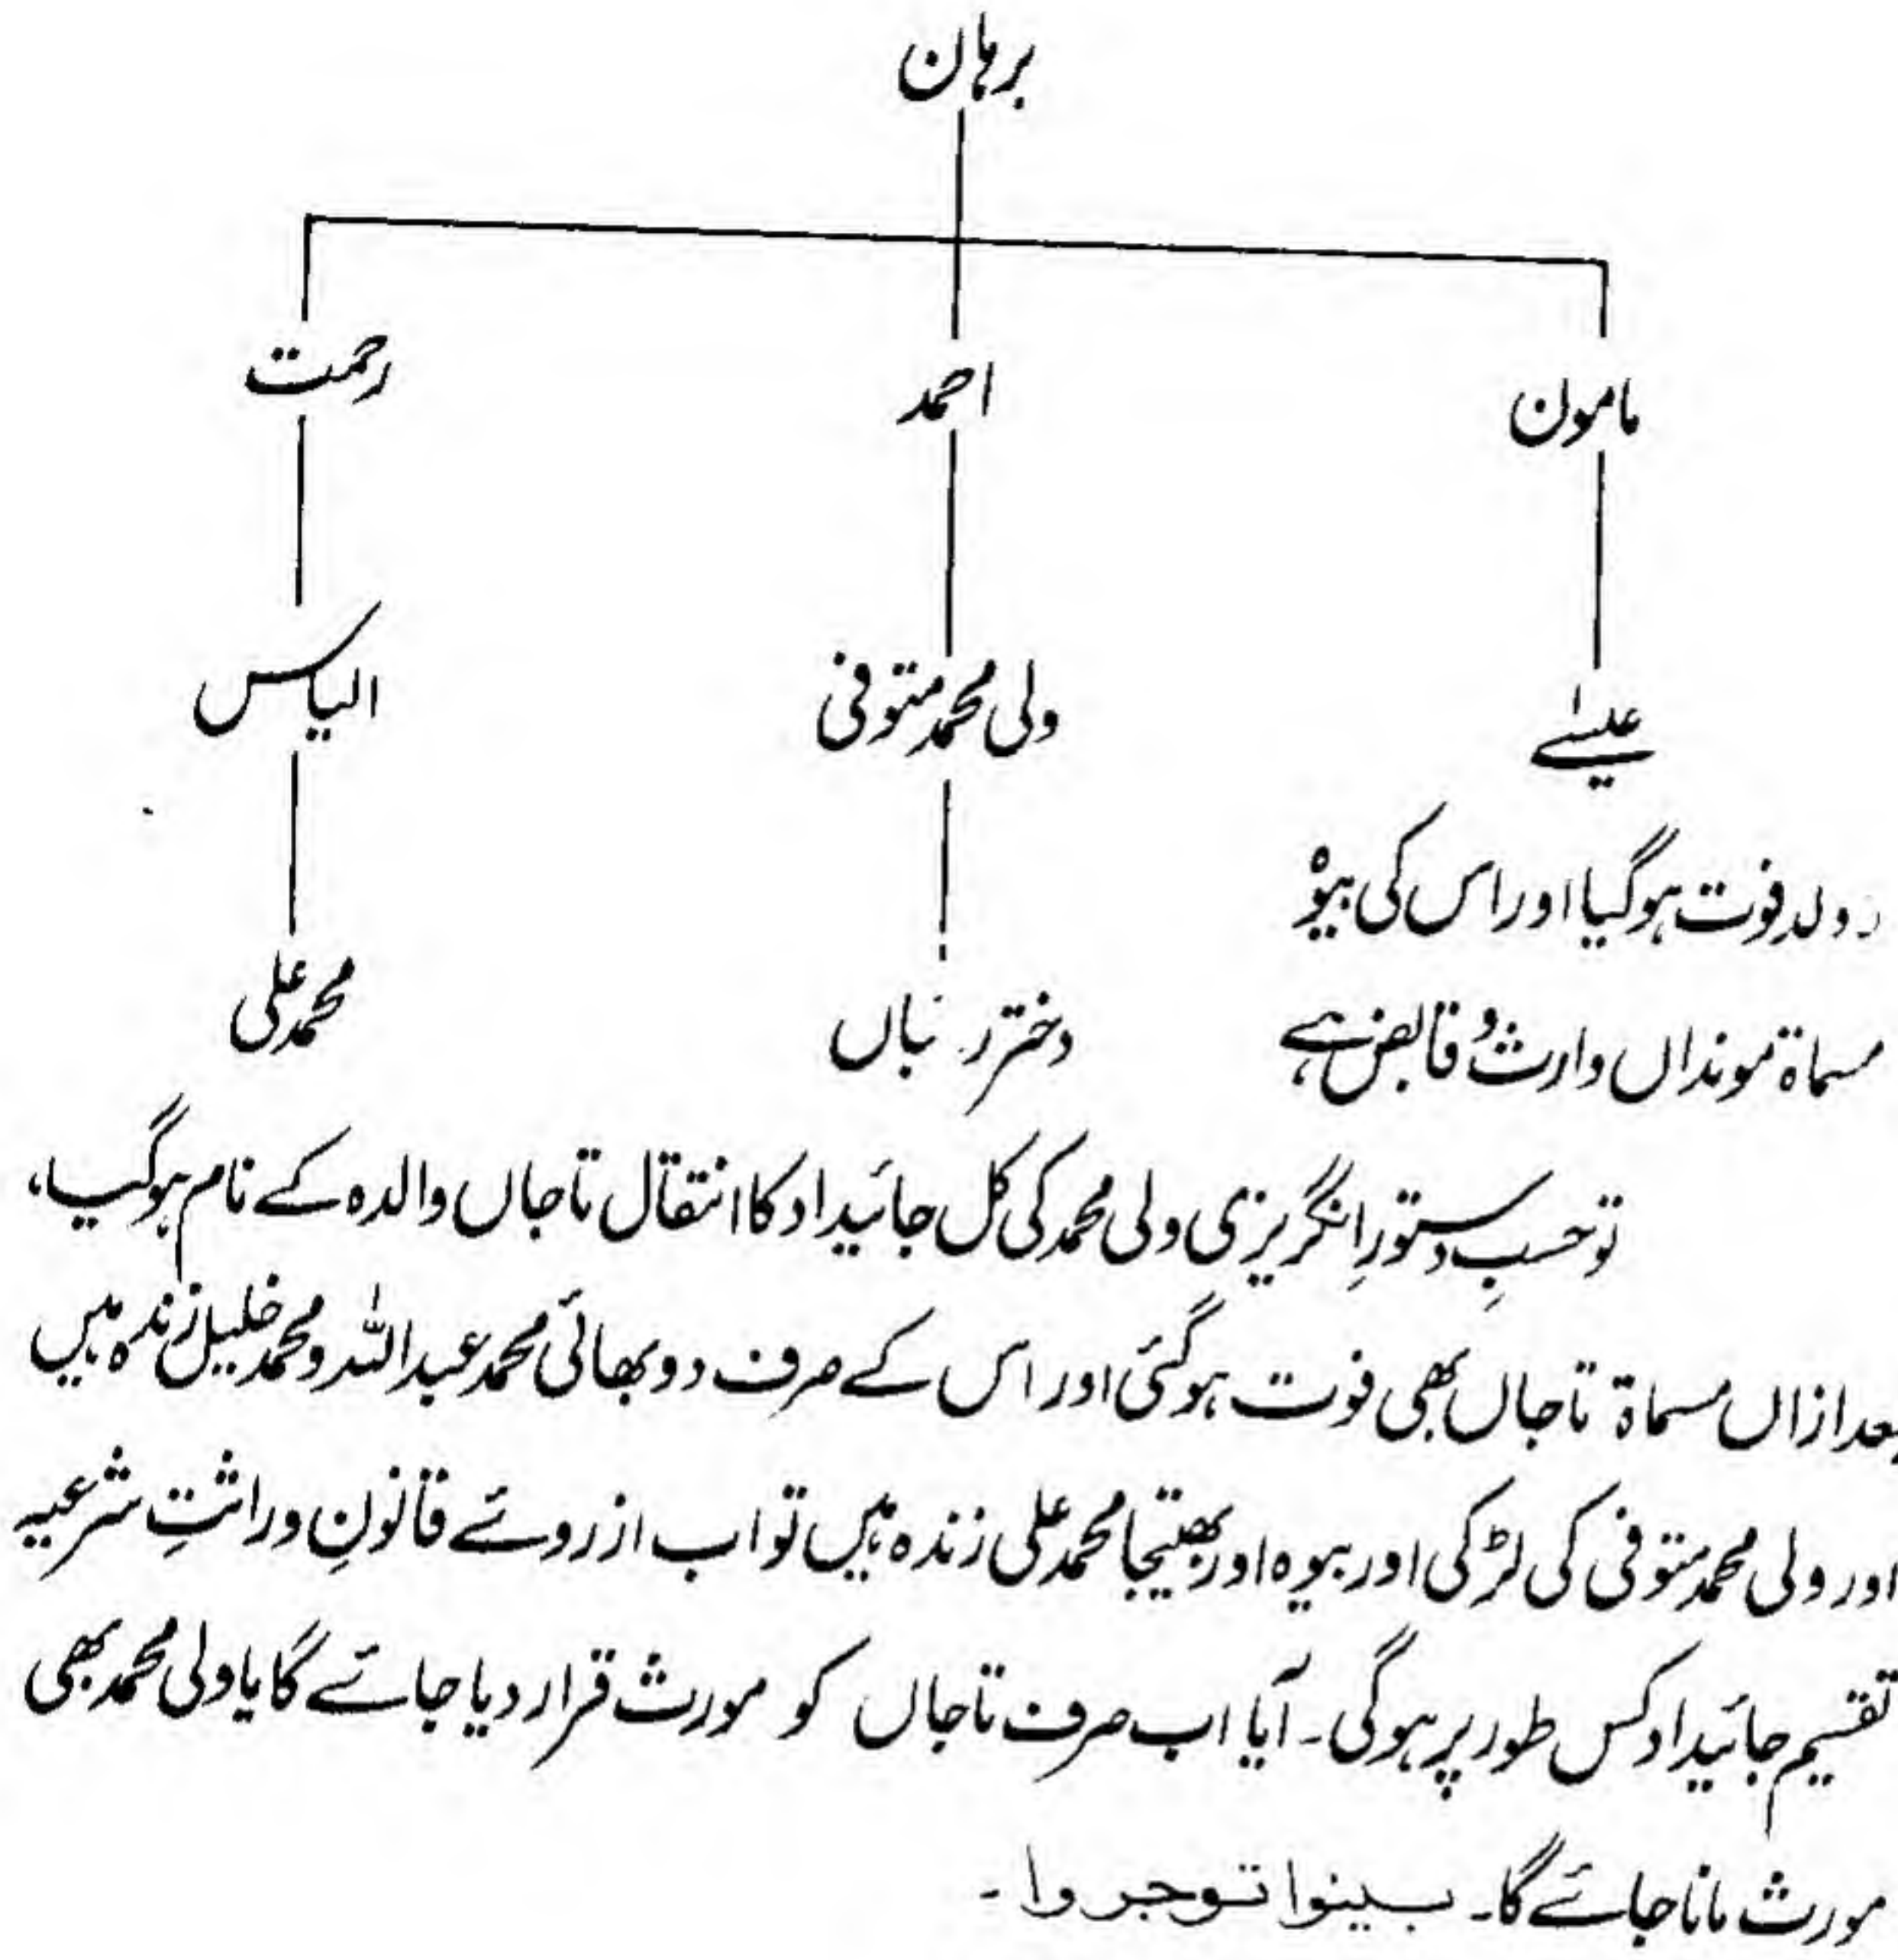 برہان
مامون احمد رحمت
عیسٰے ولی محمد متوفی الیاس
ولد فوت ہوگیا اور اس کی بیوہ
مسماۃ موندال وارث و قابض ہے دختر محمد علی
تو حسبِ دستورِ انگریزی ولی محمد کی کل جائیداد کا انتقال تاجاں والدہ کے نام ہوگیا،
بعد ازاں مسماۃ تاجاں بھی فوت ہوگئی اور اس کے صرف دو بھائی محمد عبداللہ و محمد خلیل زندہ ہیں
اور ولی محمد متوفی کی لڑکی اور بیوہ اور بھتیجا محمد علی زندہ ہیں تو اب از روئے قانونِ وراثتِ شرعیہ
تقسیم جائیداد کس طور پر ہوگی۔ آیا اب صرف تاجاں کو مورث قرار دیا جائے گا یا ولی محمد بھی
مورث مانا جائے گا۔ بینوا توجروا۔